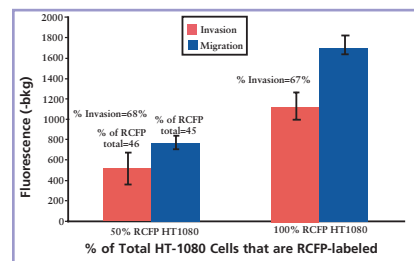 2000
1800
1600
1400
1200
1000
800
600
400
200
0
Fluorescence (-bkg)
Invasion
Migration
% Invasion=68%
% of RCFP
total=46
% of RCFP
total=45
% Invasion=67%
50% RCFP HT1080
100% RCFP HT1080
% of Total HT-1080 Cells that are RCFP-labeled